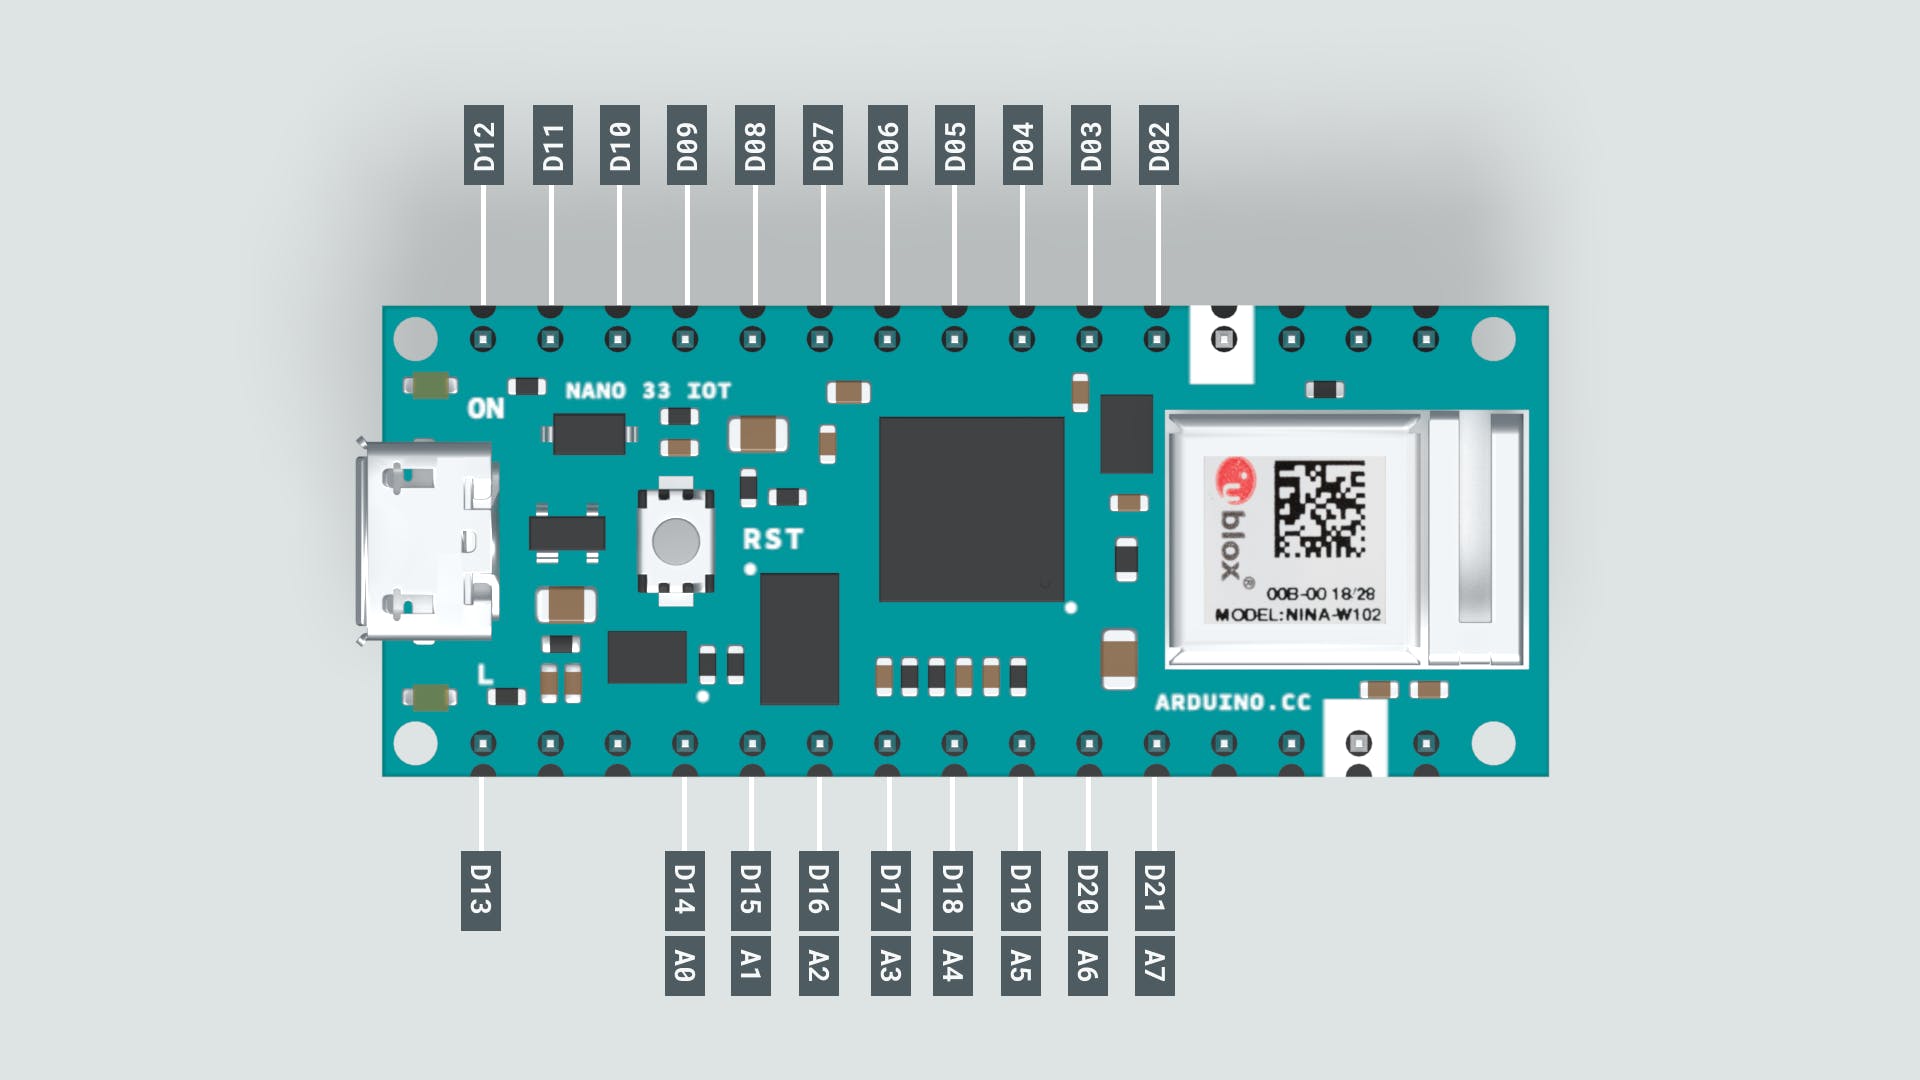 D12
D11
D10
D09
D08
D07
D06
D05
D04
D03
D02
NANO 33 IOT
ON
RST
ublox®
00B-00 18/28
MODEL:NINA-W102
L
ARDUINO.CC
D13
D14
D15
D16
D17
D18
D19
D20
D21
A0
A1
A2
A3
A4
A5
A6
A7